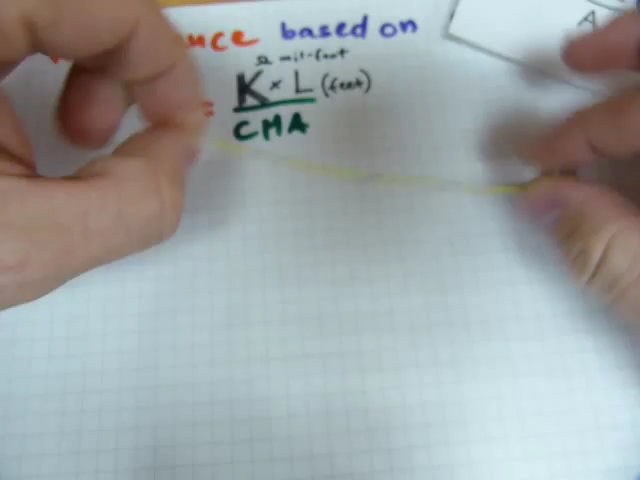 based on
Ω mil-foot
K × L (feet)
=
CMA
A